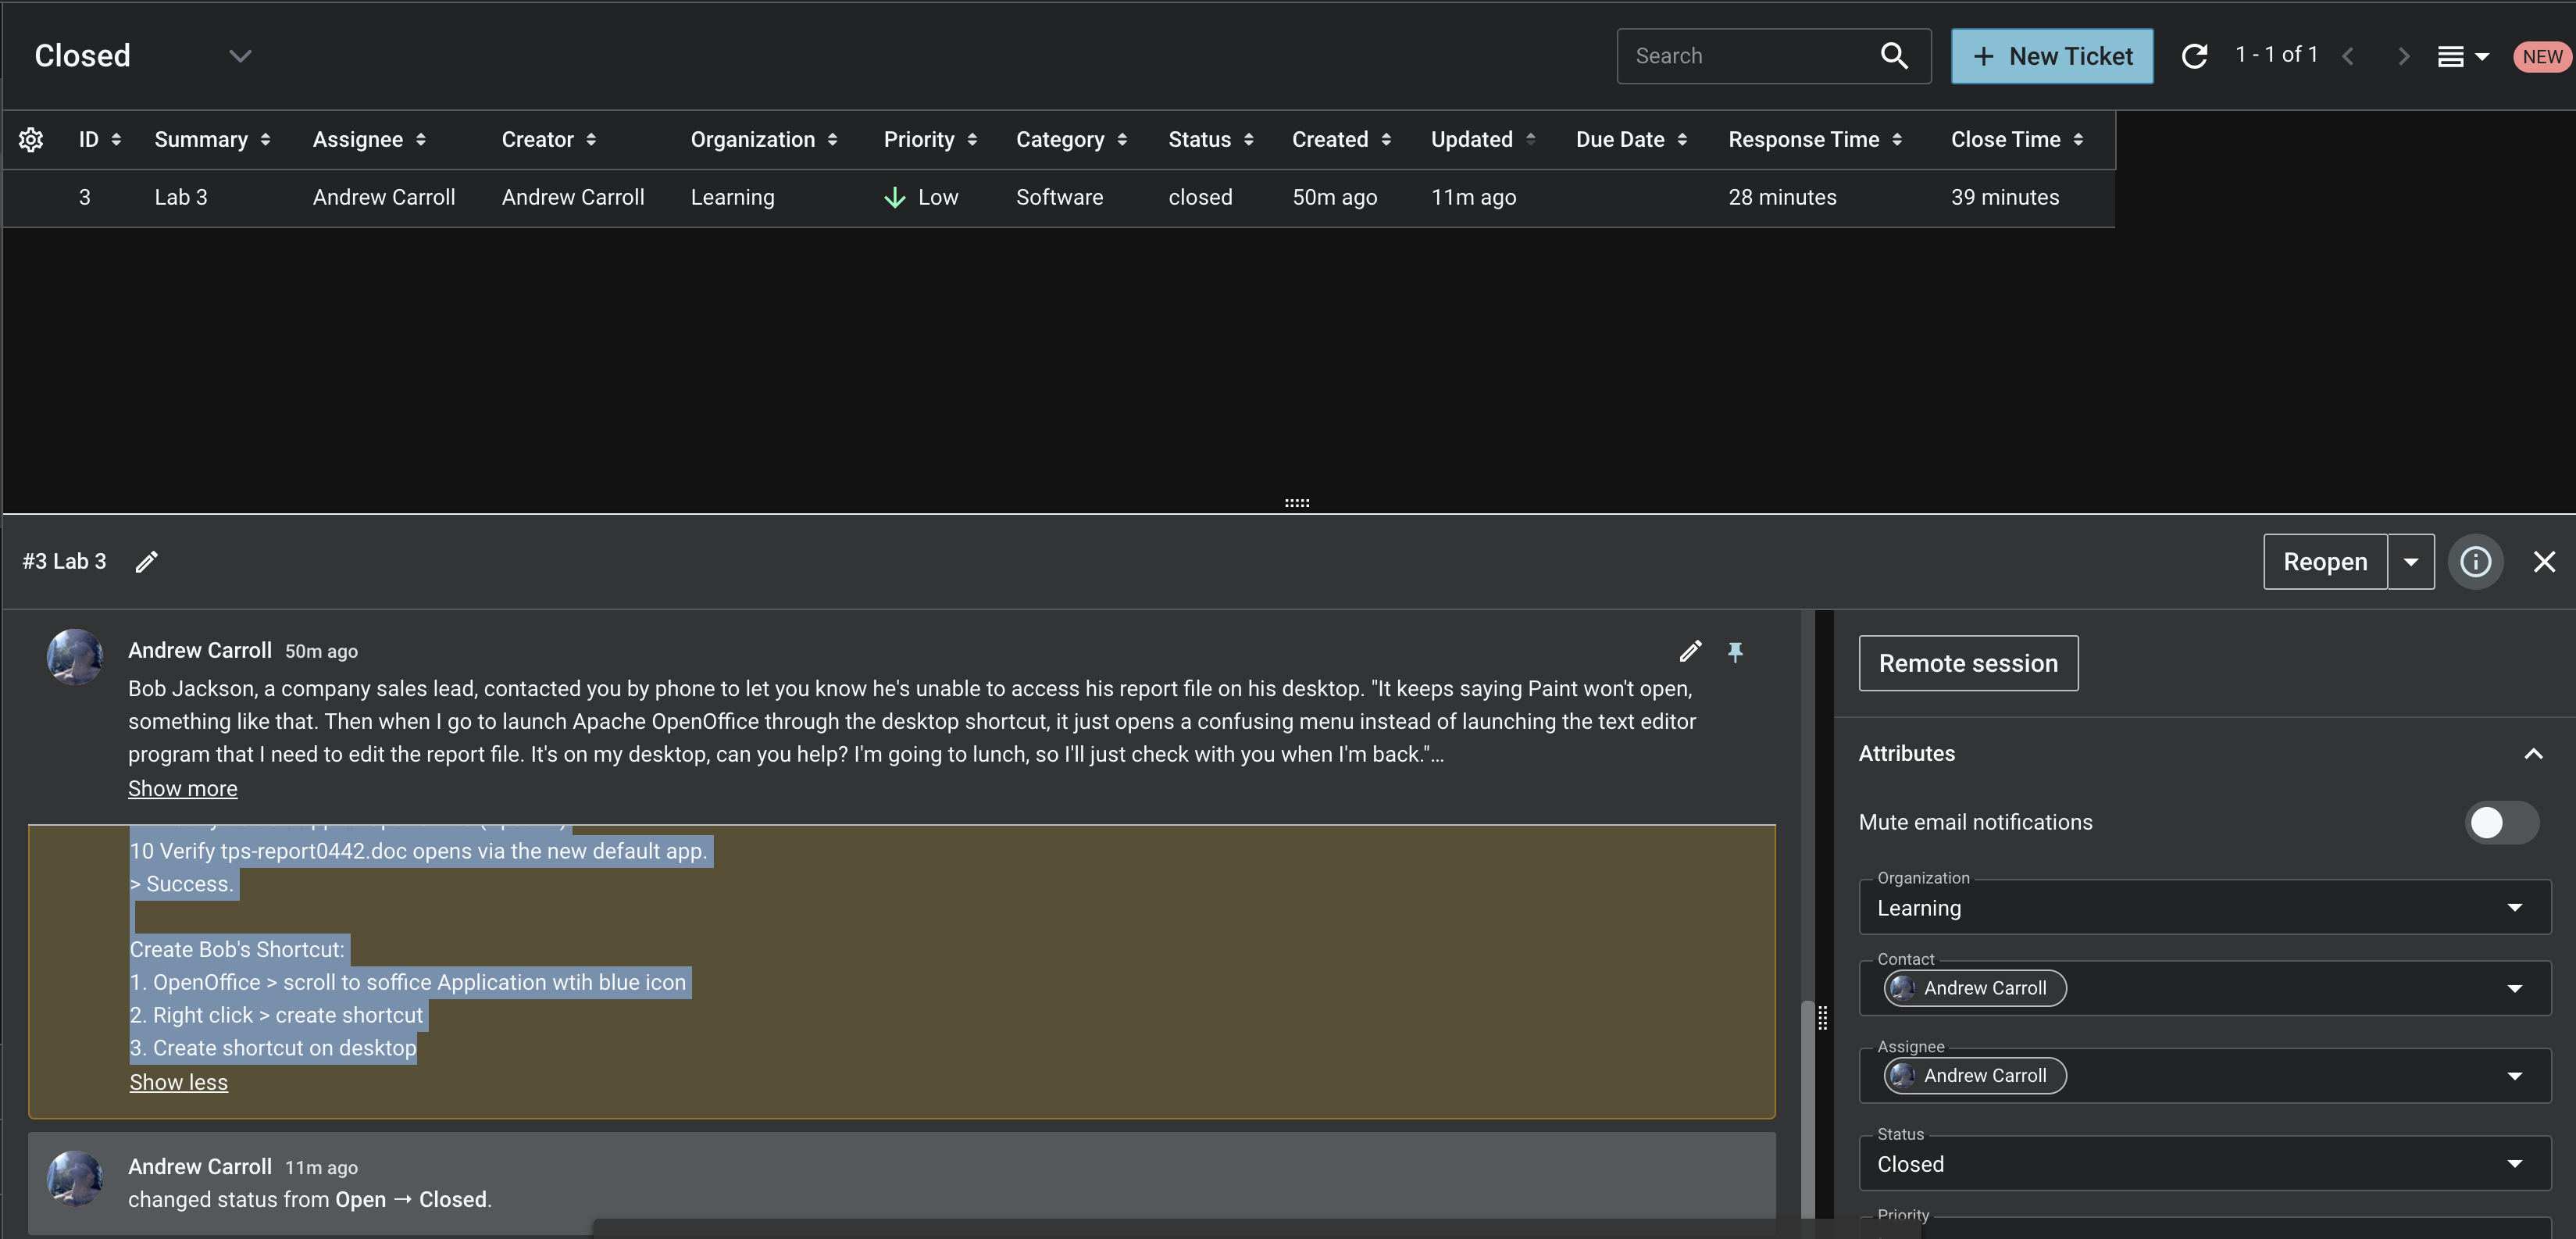 Closed
Search
+ New Ticket
1 - 1 of 1
NEW
ID Summary Assignee Creator Organization Priority Category Status Created Updated Due Date Response Time Close Time
3 Lab 3 Andrew Carroll Andrew Carroll Learning Low Software closed 50m ago 11m ago 28 minutes 39 minutes
#3 Lab 3
Reopen
Andrew Carroll 50m ago
Bob Jackson, a company sales lead, contacted you by phone to let you know he's unable to access his report file on his desktop. "It keeps saying Paint won't open,
something like that. Then when I go to launch Apache OpenOffice through the desktop shortcut, it just opens a confusing menu instead of launching the text editor
program that I need to edit the report file. It's on my desktop, can you help? I'm going to lunch, so I'll just check with you when I'm back."...
Show more
10 Verify tps-report0442.doc opens via the new default app.
> Success.
Create Bob's Shortcut:
1. OpenOffice > scroll to soffice Application wtih blue icon
2. Right click > create shortcut
3. Create shortcut on desktop
Show less
Andrew Carroll 11m ago
changed status from Open → Closed.
Remote session
Attributes
Mute email notifications
Organization
Learning
Contact
Andrew Carroll
Assignee
Andrew Carroll
Status
Closed
Priority